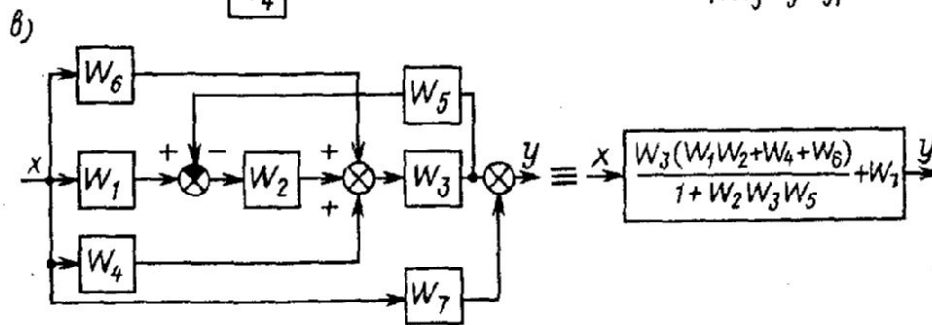 в)
W₆
W₅
x
W₁
+
−
W₂
+
+
W₃
y
≡
x
W₃(W₁W₂+W₄+W₆)
1+W₂W₃W₅
+W₇
y
W₄
W₇